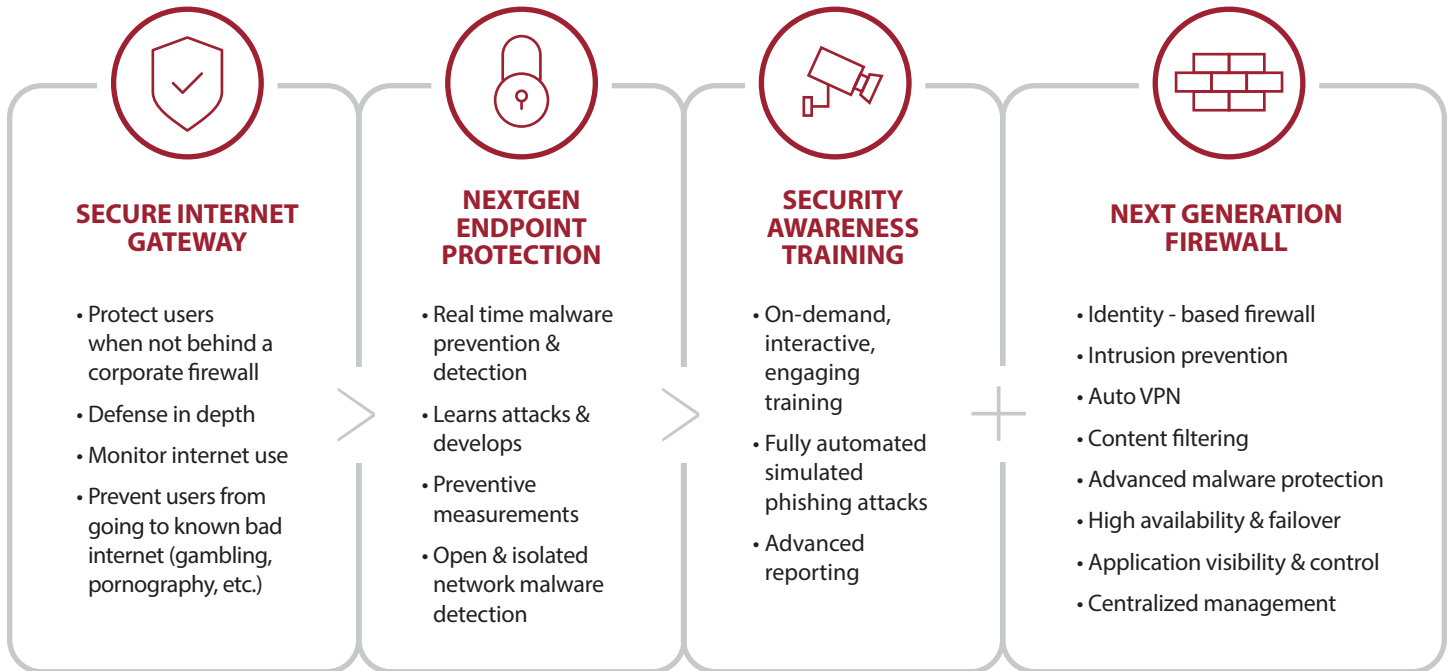 SECURE INTERNET
GATEWAY
• Protect users
when not behind a
corporate firewall
• Defense in depth
• Monitor internet use
• Prevent users from
going to known bad
internet (gambling,
pornography, etc.)
NEXTGEN
ENDPOINT
PROTECTION
• Real time malware
prevention &
detection
• Learns attacks &
develops
• Preventive
measurements
• Open & isolated
network malware
detection
SECURITY
AWARENESS
TRAINING
• On-demand,
interactive,
engaging
training
• Fully automated
simulated
phishing attacks
• Advanced
reporting
NEXT GENERATION
FIREWALL
• Identity - based firewall
• Intrusion prevention
• Auto VPN
• Content filtering
• Advanced malware protection
• High availability & failover
• Application visibility & control
• Centralized management